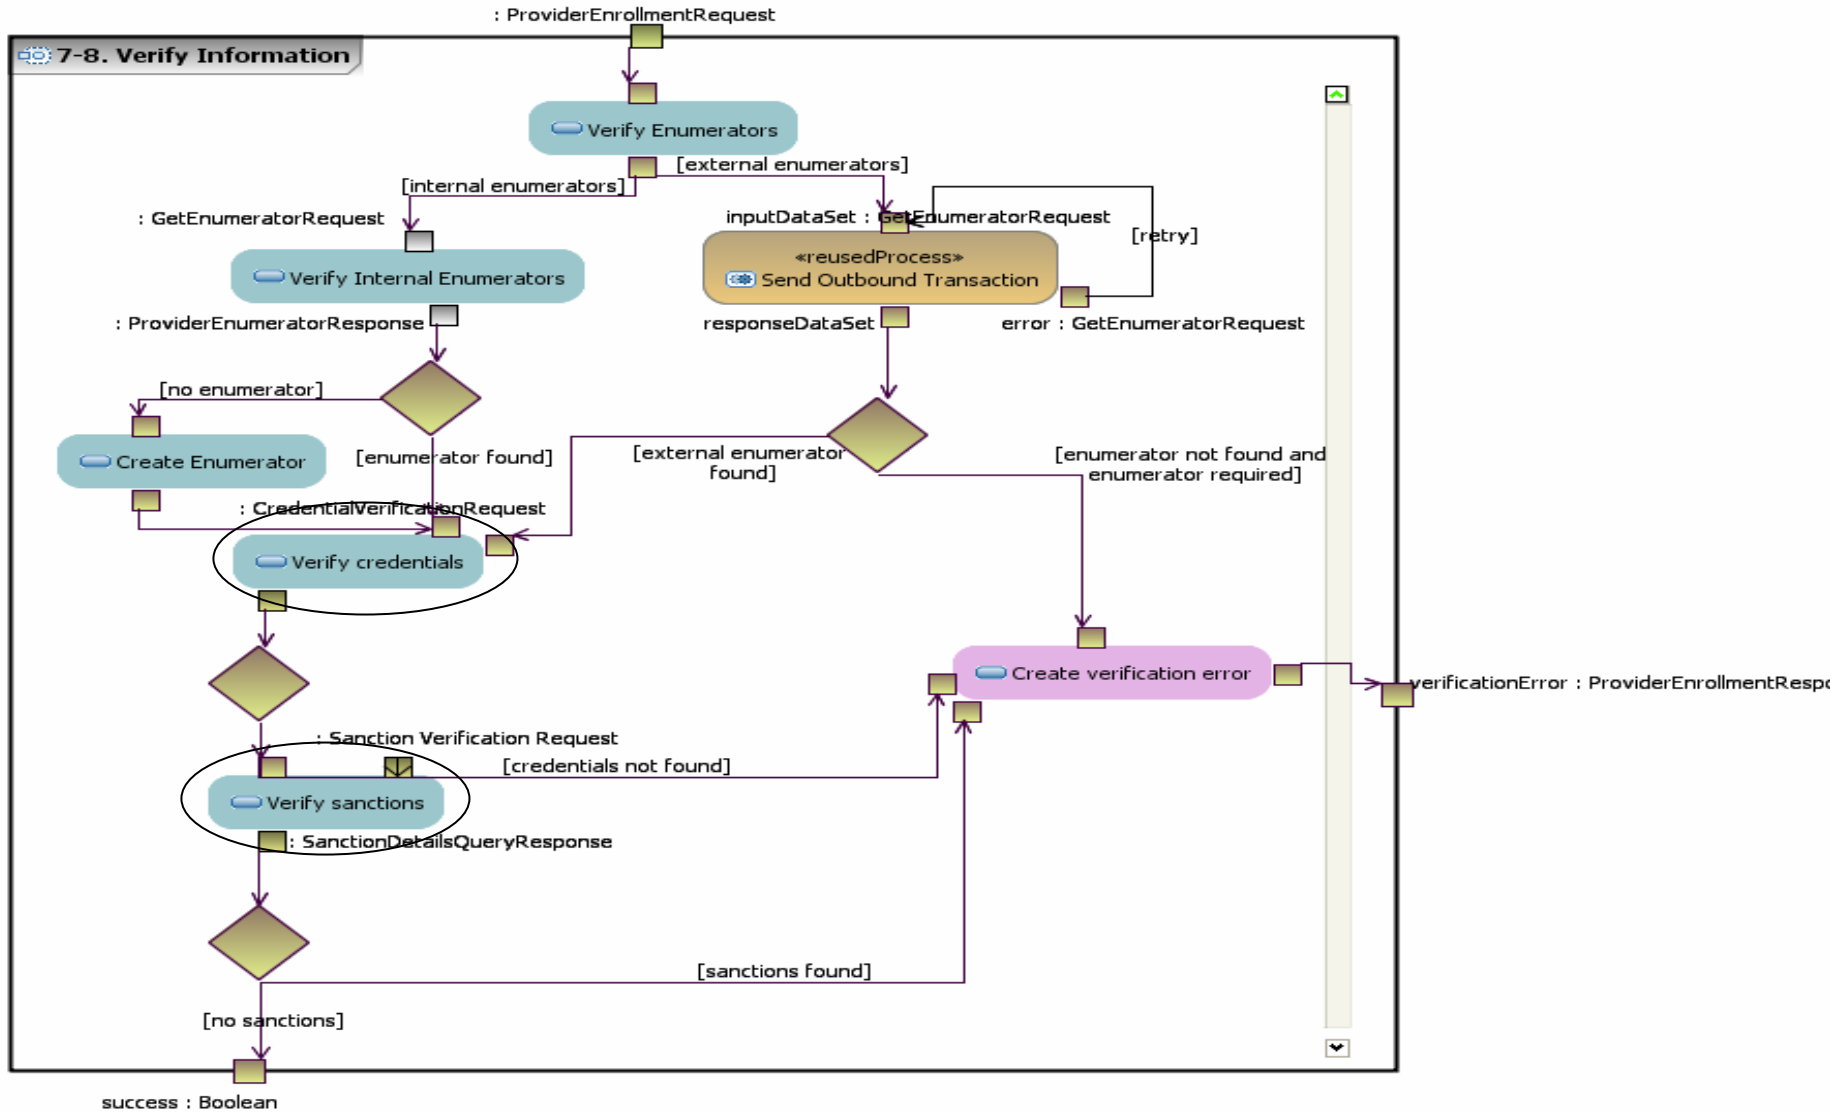 : ProviderEnrollmentRequest
7-8. Verify Information
Verify Enumerators
[external enumerators]
[internal enumerators]
: GetEnumeratorRequest
inputDataSet : GetEnumeratorRequest
[retry]
«reusedProcess»
Send Outbound Transaction
Verify Internal Enumerators
: ProviderEnumeratorResponse
responseDataSet
error : GetEnumeratorRequest
[no enumerator]
Create Enumerator
[enumerator found]
[external enumerator
found]
[enumerator not found and
enumerator required]
: CredentialVerificationRequest
Verify credentials
Create verification error
verificationError : ProviderEnrollmentRespo
: Sanction Verification Request
[credentials not found]
Verify sanctions
: SanctionDetailsQueryResponse
[sanctions found]
[no sanctions]
success : Boolean